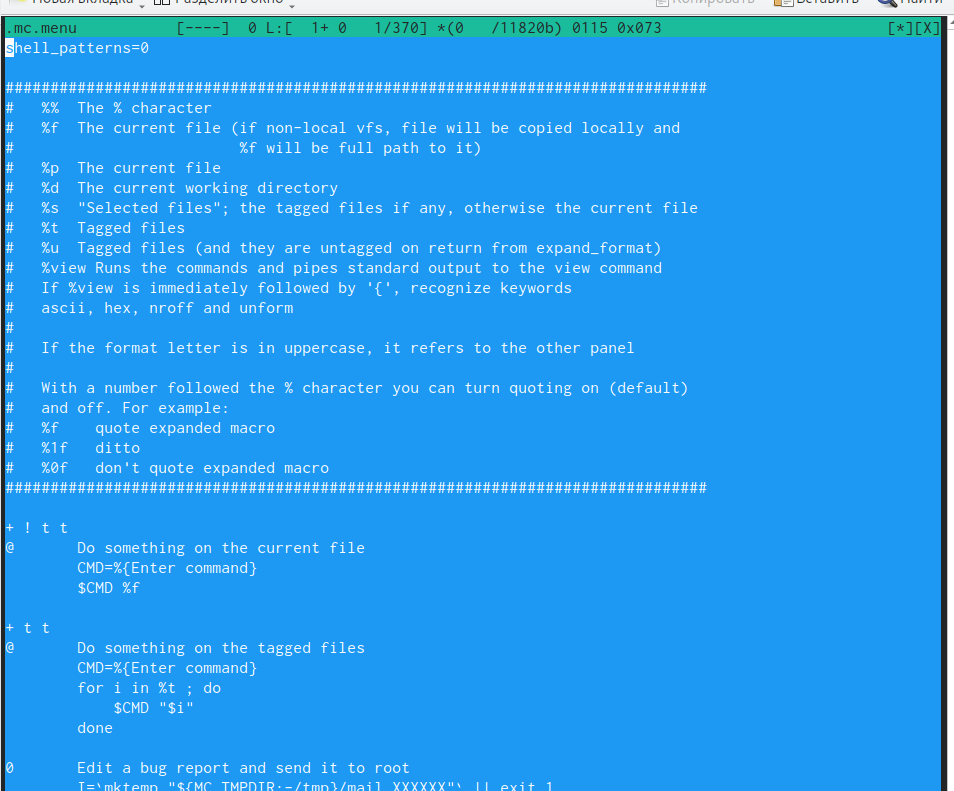 Новая вкладка Разделить окно Копировать Вставить Найти
.mc.menu [----] 0 L:[ 1+ 0 1/370] *(0 /11820b) 0115 0x073 [*][X]
shell_patterns=0
##############################################################################
# %% The % character
# %f The current file (if non-local vfs, file will be copied locally and
# %f will be full path to it)
# %p The current file
# %d The current working directory
# %s "Selected files"; the tagged files if any, otherwise the current file
# %t Tagged files
# %u Tagged files (and they are untagged on return from expand_format)
# %view Runs the commands and pipes standard output to the view command
# If %view is immediately followed by '{', recognize keywords
# ascii, hex, nroff and unform
#
# If the format letter is in uppercase, it refers to the other panel
#
# With a number followed the % character you can turn quoting on (default)
# and off. For example:
# %f quote expanded macro
# %1f ditto
# %0f don't quote expanded macro
##############################################################################
+ ! t t
@ Do something on the current file
CMD=%{Enter command}
$CMD %f
+ t t
@ Do something on the tagged files
CMD=%{Enter command}
for i in %t ; do
$CMD "$i"
done
0 Edit a bug report and send it to root
I=`mktemp "${MC_TMPDIR:-/tmp}/mail.XXXXXX"` || exit 1